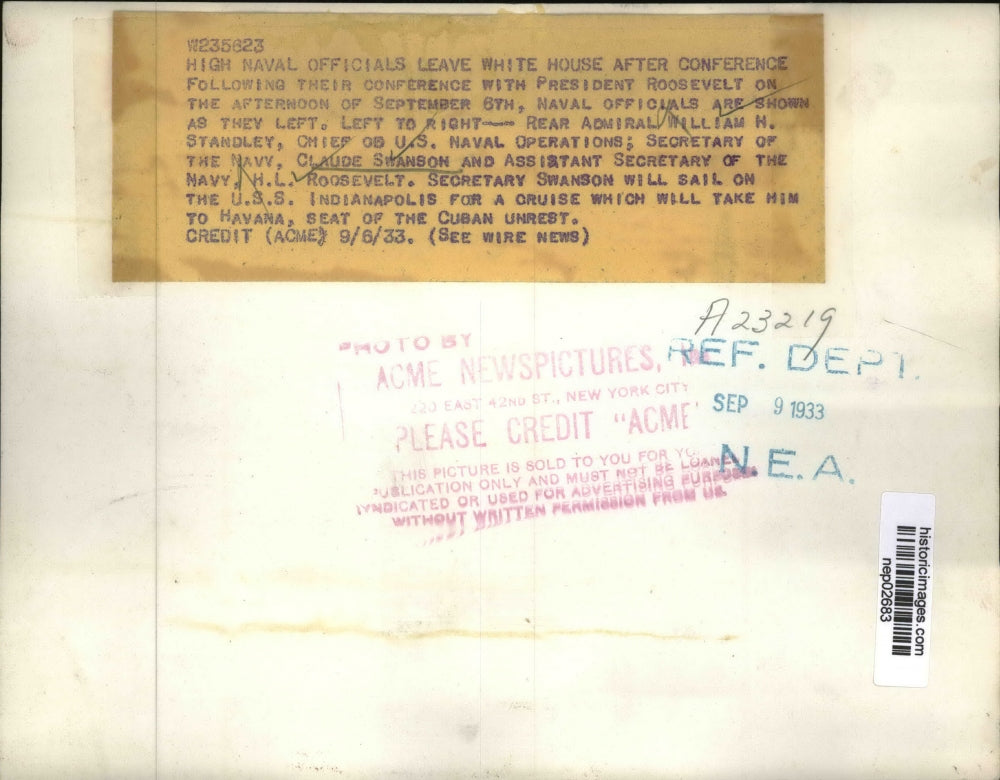 W235623
HIGH NAVAL OFFICIALS LEAVE WHITE HOUSE AFTER CONFERENCE
FOLLOWING THEIR CONFERENCE WITH PRESIDENT ROOSEVELT ON
THE AFTERNOON OF SEPTEMBER 6TH, NAVAL OFFICIALS ARE SHOWN
AS THEY LEFT. LEFT TO RIGHT—— REAR ADMIRAL WILLIAM H.
STANDLEY, CHIEF OB U.S. NAVAL OPERATIONS; SECRETARY OF
THE NAVY, CLAUDE SWANSON AND ASSISTANT SECRETARY OF THE
NAVY, H.L. ROOSEVELT. SECRETARY SWANSON WILL SAIL ON
THE U.S.S. INDIANAPOLIS FOR A CRUISE WHICH WILL TAKE HIM
TO HAVANA, SEAT OF THE CUBAN UNREST.
CREDIT (ACME) 9/6/33. (SEE WIRE NEWS)
A23219
PHOTO BY
ACME NEWSPICTURES,
220 EAST 42ND ST., NEW YORK CITY
PLEASE CREDIT "ACME"
THIS PICTURE IS SOLD TO YOU FOR
PUBLICATION ONLY AND MUST NOT BE LOANED
SYNDICATED OR USED FOR ADVERTISING PURPOSES
WITHOUT WRITTEN PERMISSION FROM US.
REF. DEPT.
SEP 9 1933
N.E.A.
historicimages.com
nep02683